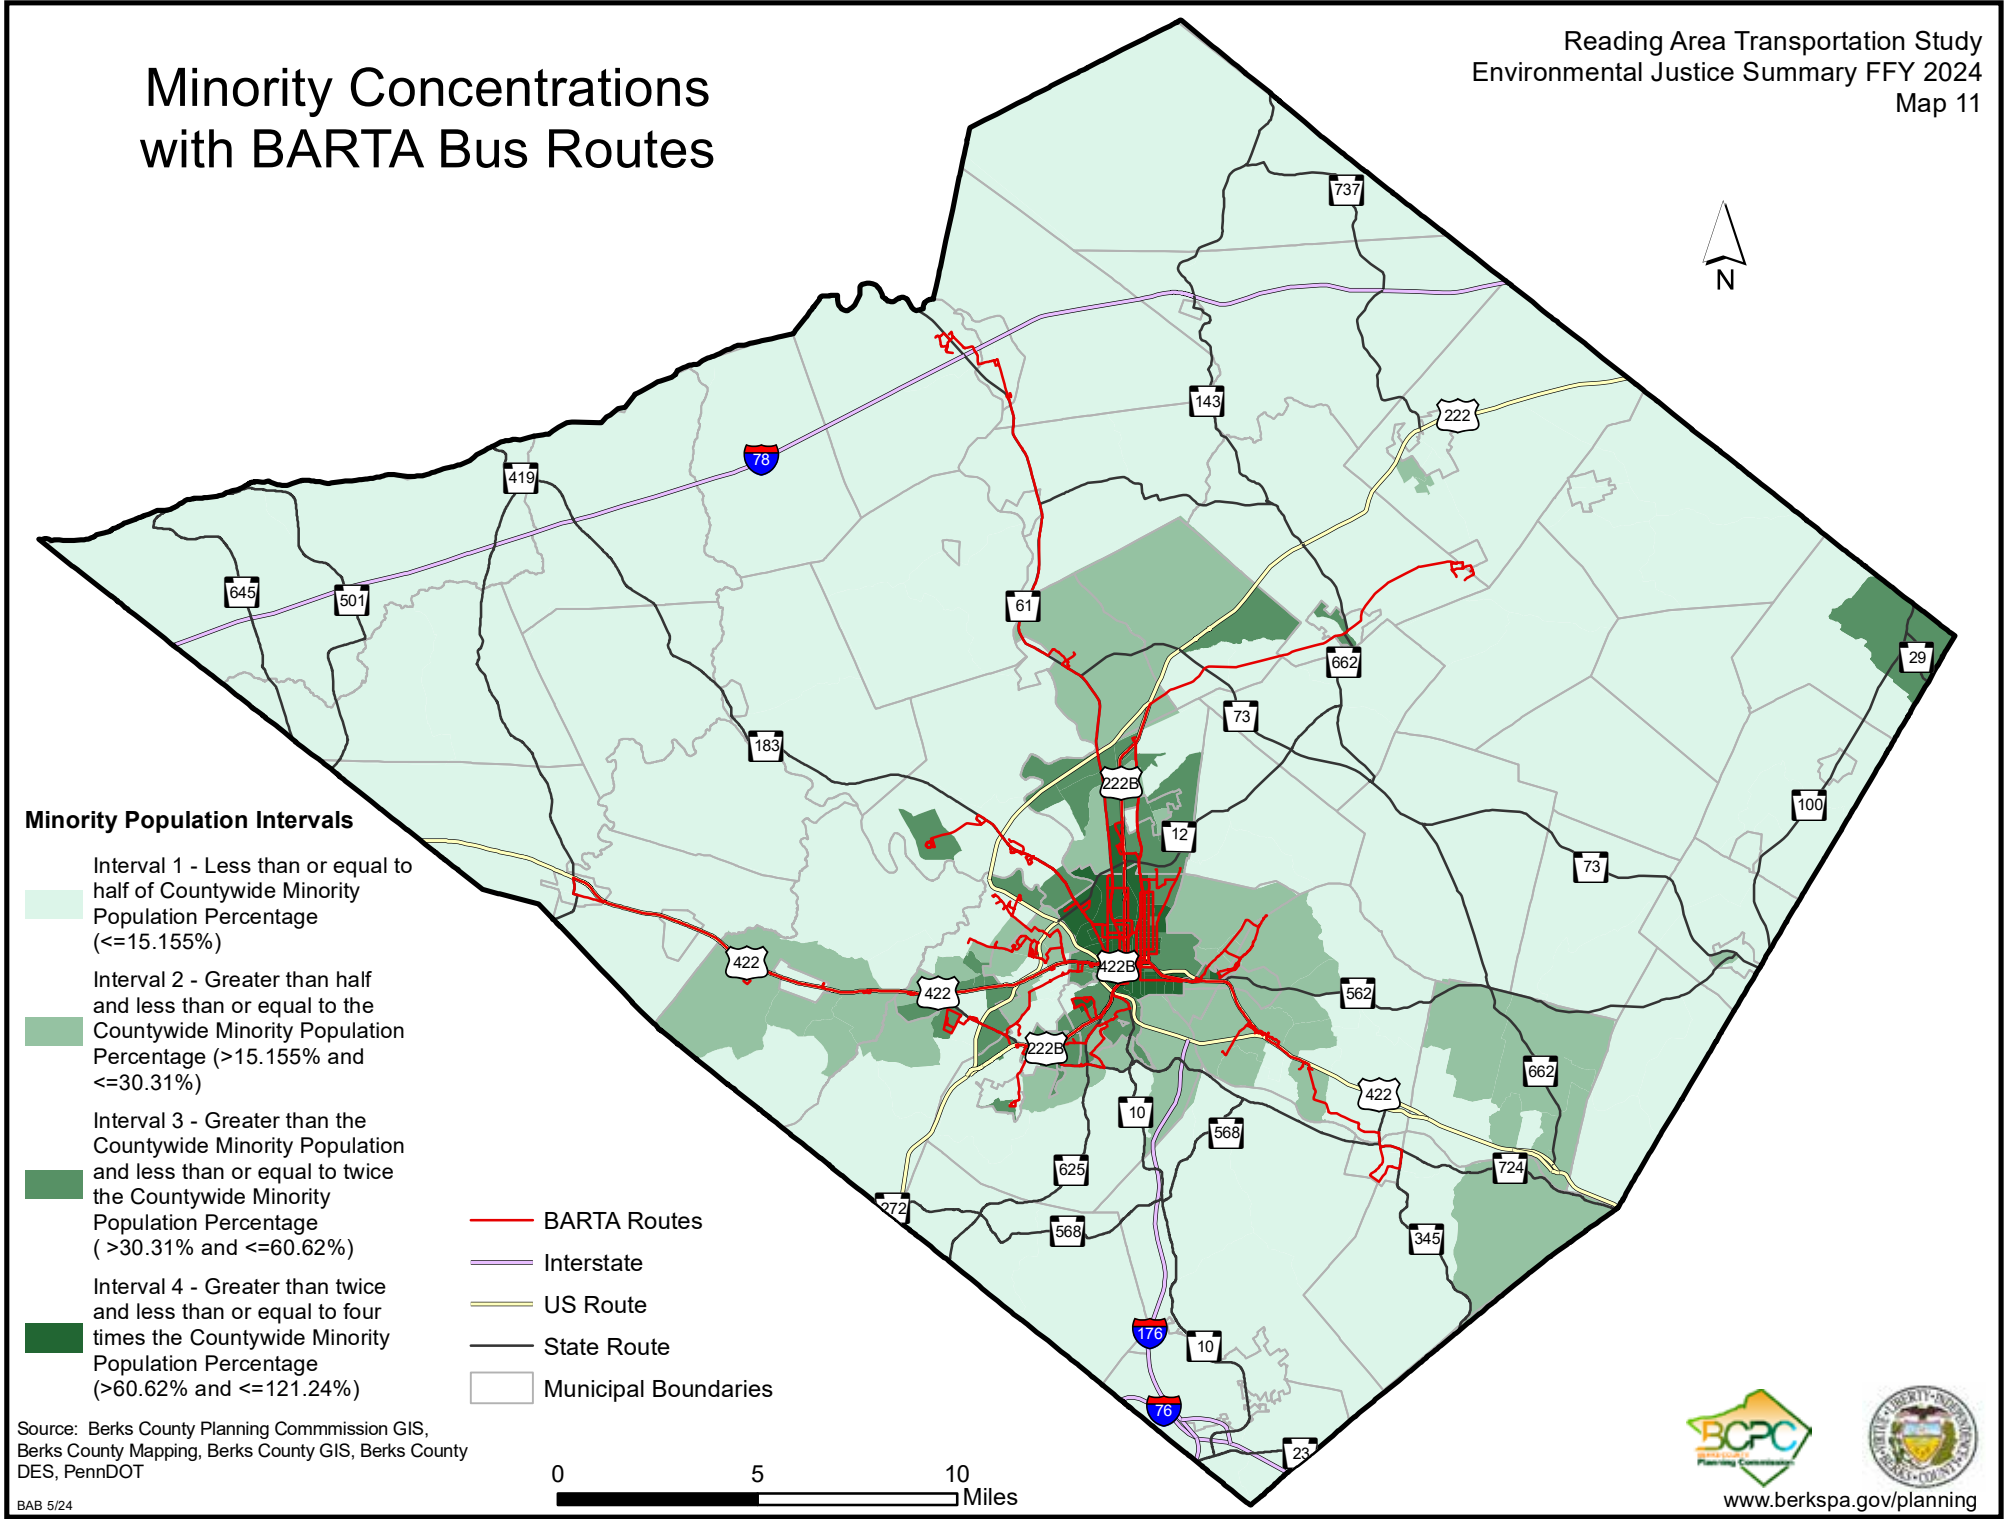 Minority Concentrations
with BARTA Bus Routes
Reading Area Transportation Study
Environmental Justice Summary FFY 2024
Map 11
N
737
143
222
78
419
645
501
61
662
29
183
73
222B
12
100
73
422
422
422B
562
222B
662
422
10
568
625
724
272
568
345
176
10
76
23
Minority Population Intervals
Interval 1 - Less than or equal to
half of Countywide Minority
Population Percentage
(<=15.155%)
Interval 2 - Greater than half
and less than or equal to the
Countywide Minority Population
Percentage (>15.155% and
<=30.31%)
Interval 3 - Greater than the
Countywide Minority Population
and less than or equal to twice
the Countywide Minority
Population Percentage
( >30.31% and <=60.62%)
Interval 4 - Greater than twice
and less than or equal to four
times the Countywide Minority
Population Percentage
(>60.62% and <=121.24%)
BARTA Routes
Interstate
US Route
State Route
Municipal Boundaries
Source:  Berks County Planning Commmission GIS,
Berks County Mapping, Berks County GIS, Berks County
DES, PennDOT
BAB 5/24
0 5 10
Miles
BCPC
Planning Commission
www.berkspa.gov/planning